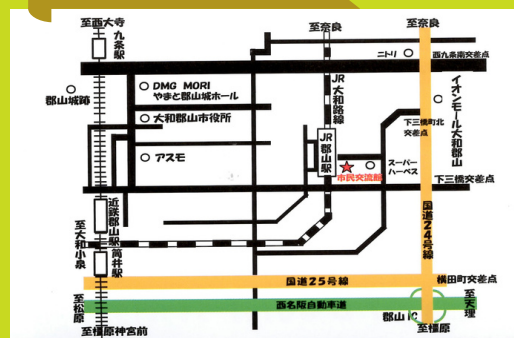 至西大寺
九条駅
至奈良
至奈良
ニトリ
西九条南交差点
DMG MORI
やまと郡山城ホール
郡山城跡
大和郡山市役所
アスモ
JR大和路線
JR郡山駅
イオンモール大和郡山
下三橋町北
交差点
スーパー
ハーベス
市民交流館
下三橋交差点
近鉄郡山駅
筒井駅
至大和小泉
国道24号線
国道25号線
横田町交差点
至松原
西名阪自動車道
至天理
郡山IC
至橿原神宮前
至橿原